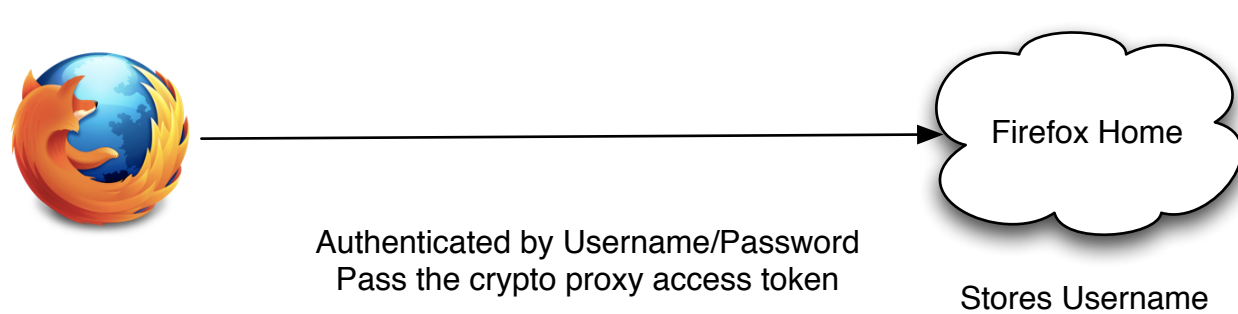 Firefox Home
Authenticated by Username/Password
Pass the crypto proxy access token
Stores Username